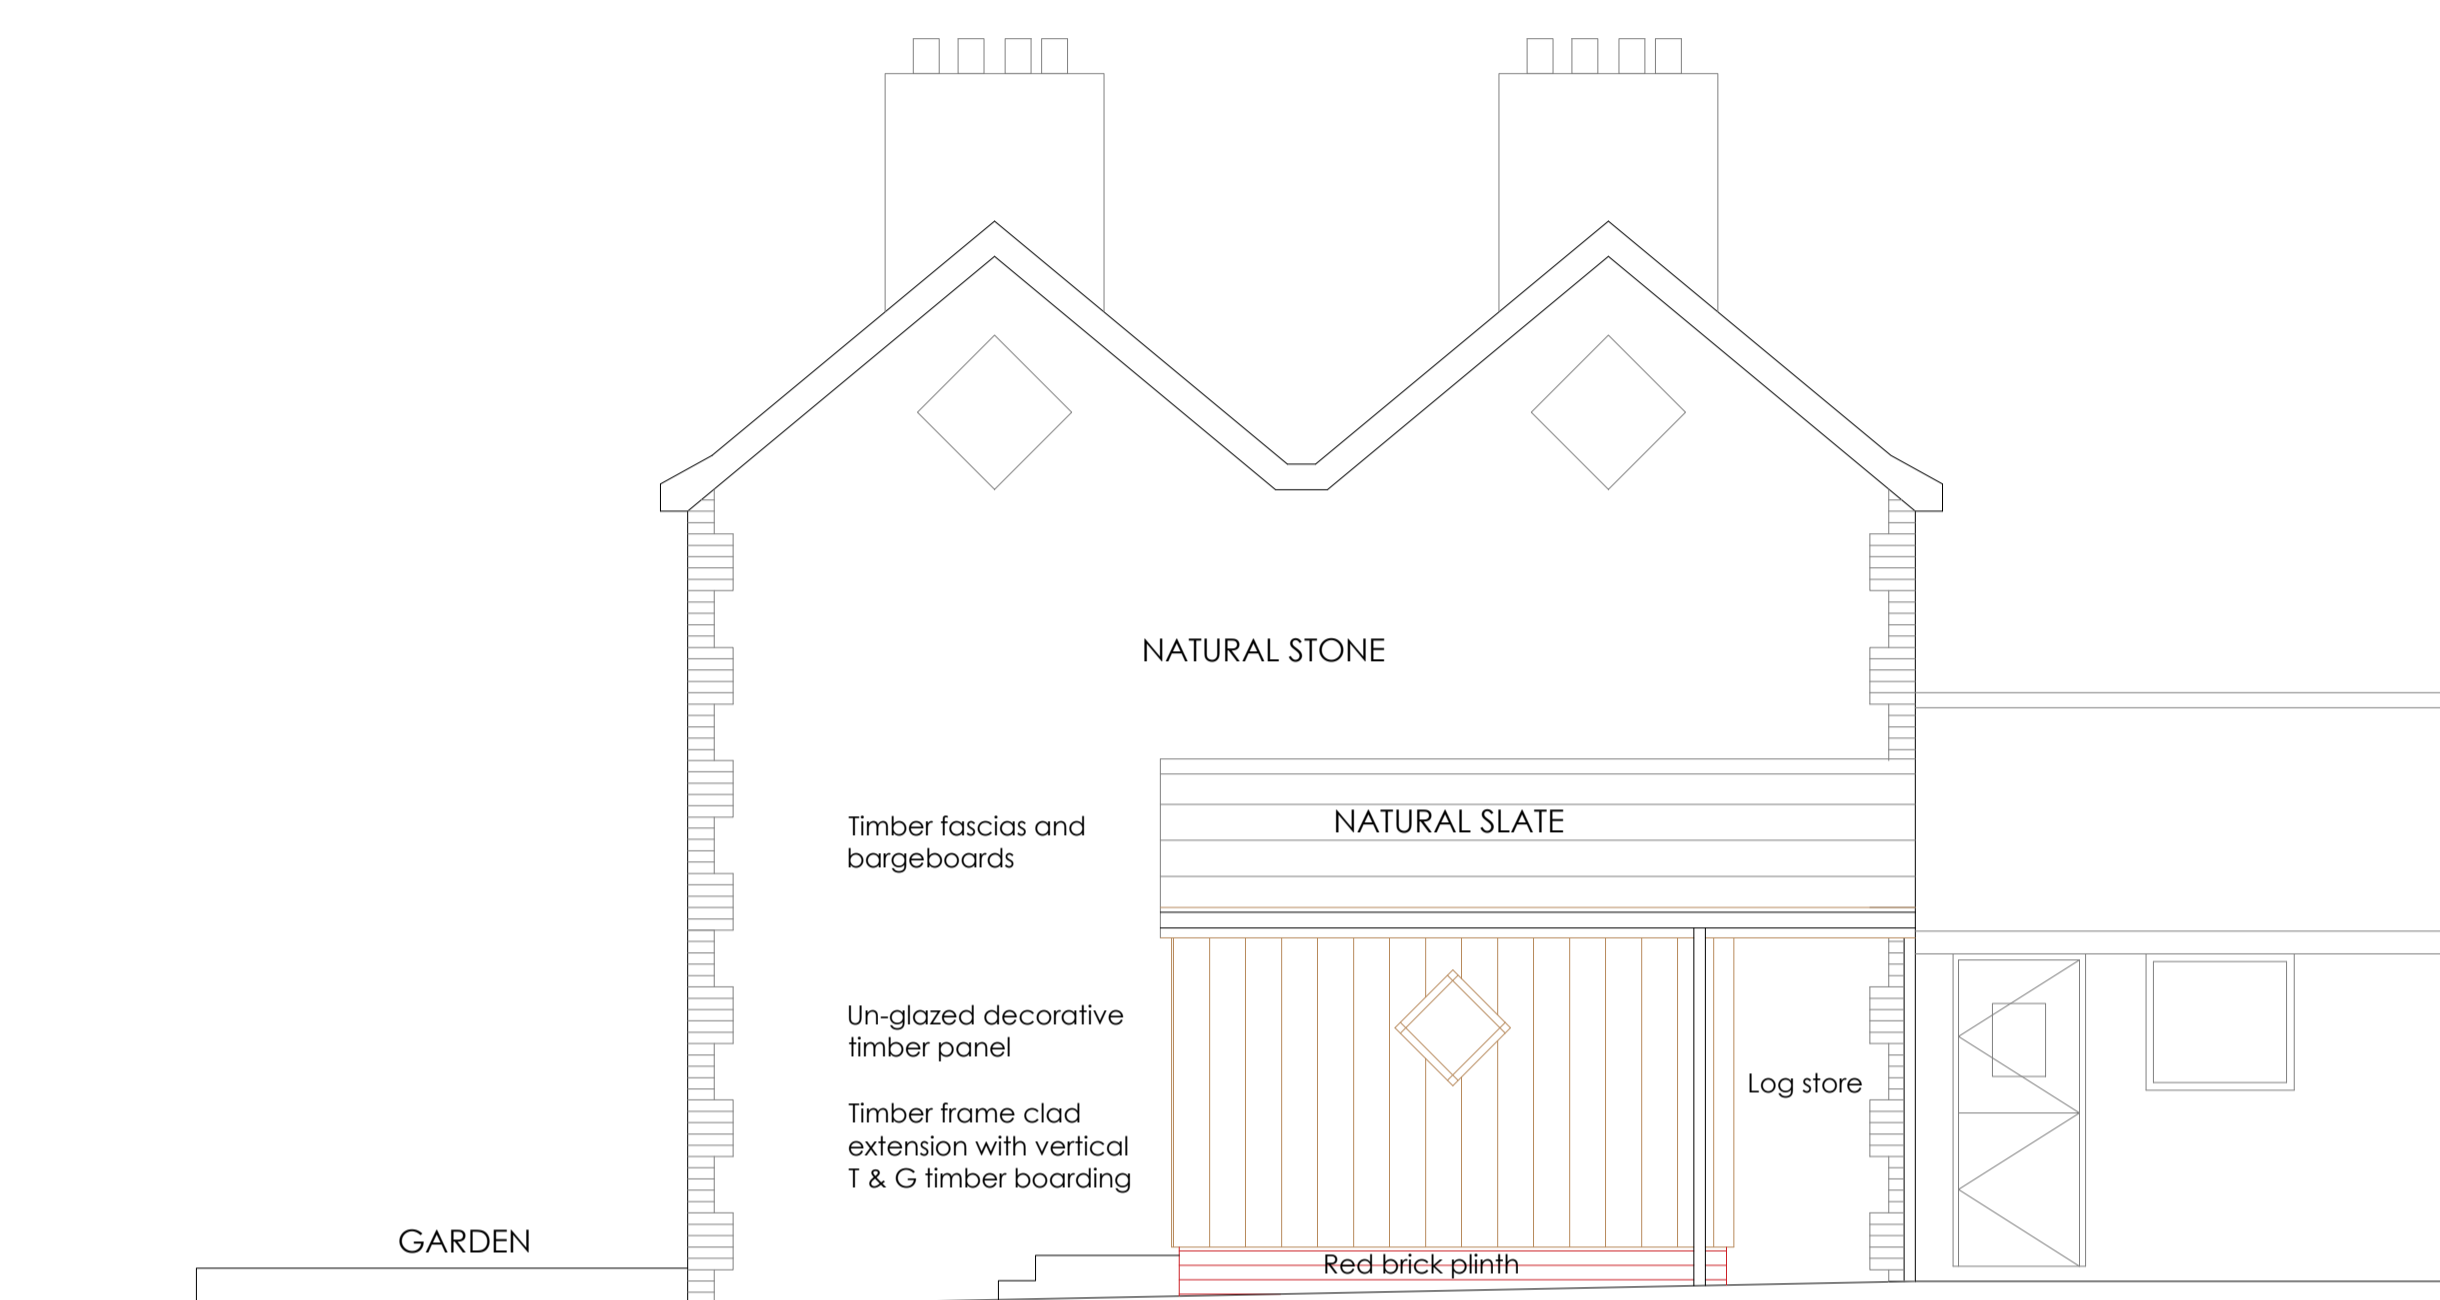 NATURAL STONE
NATURAL SLATE
Timber fascias and
bargeboards
Un-glazed decorative
timber panel
Log store
Timber frame clad
extension with vertical
T & G timber boarding
GARDEN
Red brick plinth